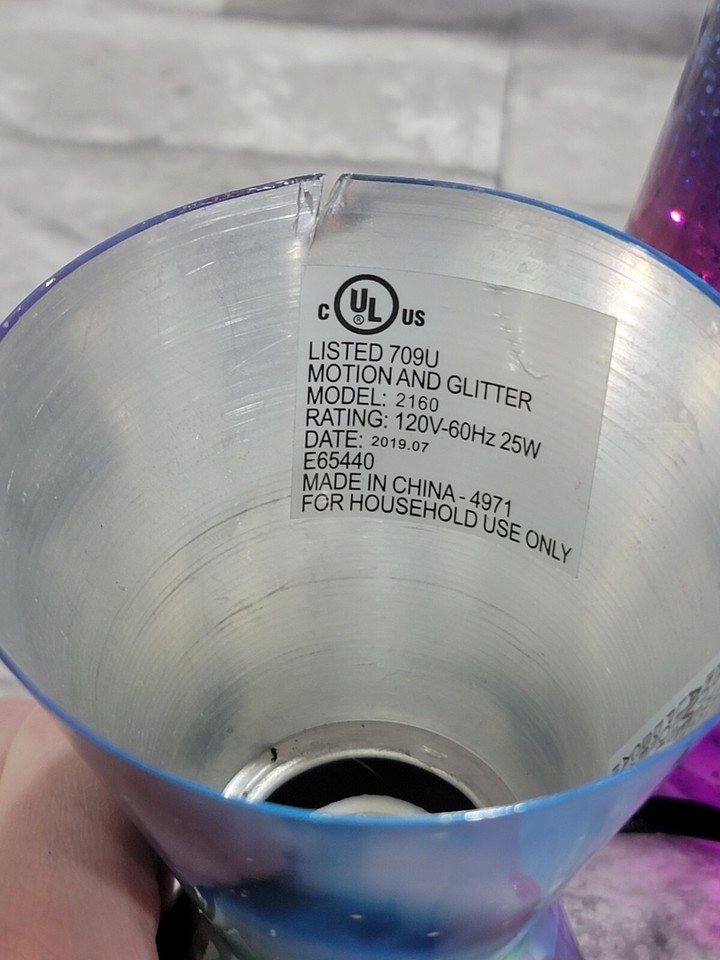 C UL® US
LISTED 709U
MOTION AND GLITTER
MODEL: 2160
RATING: 120V-60Hz 25W
DATE: 2019.07
E65440
MADE IN CHINA - 4971
FOR HOUSEHOLD USE ONLY